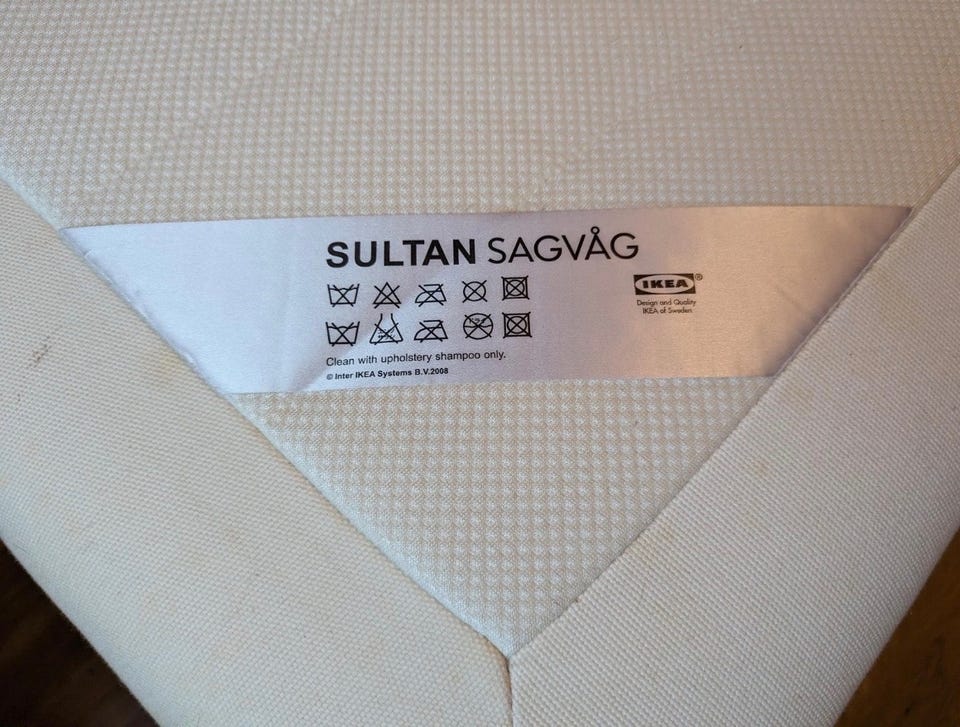 SULTAN SAGVÅG
IKEA®
Design and Quality
IKEA of Sweden
Clean with upholstery shampoo only.
© Inter IKEA Systems B.V.2008